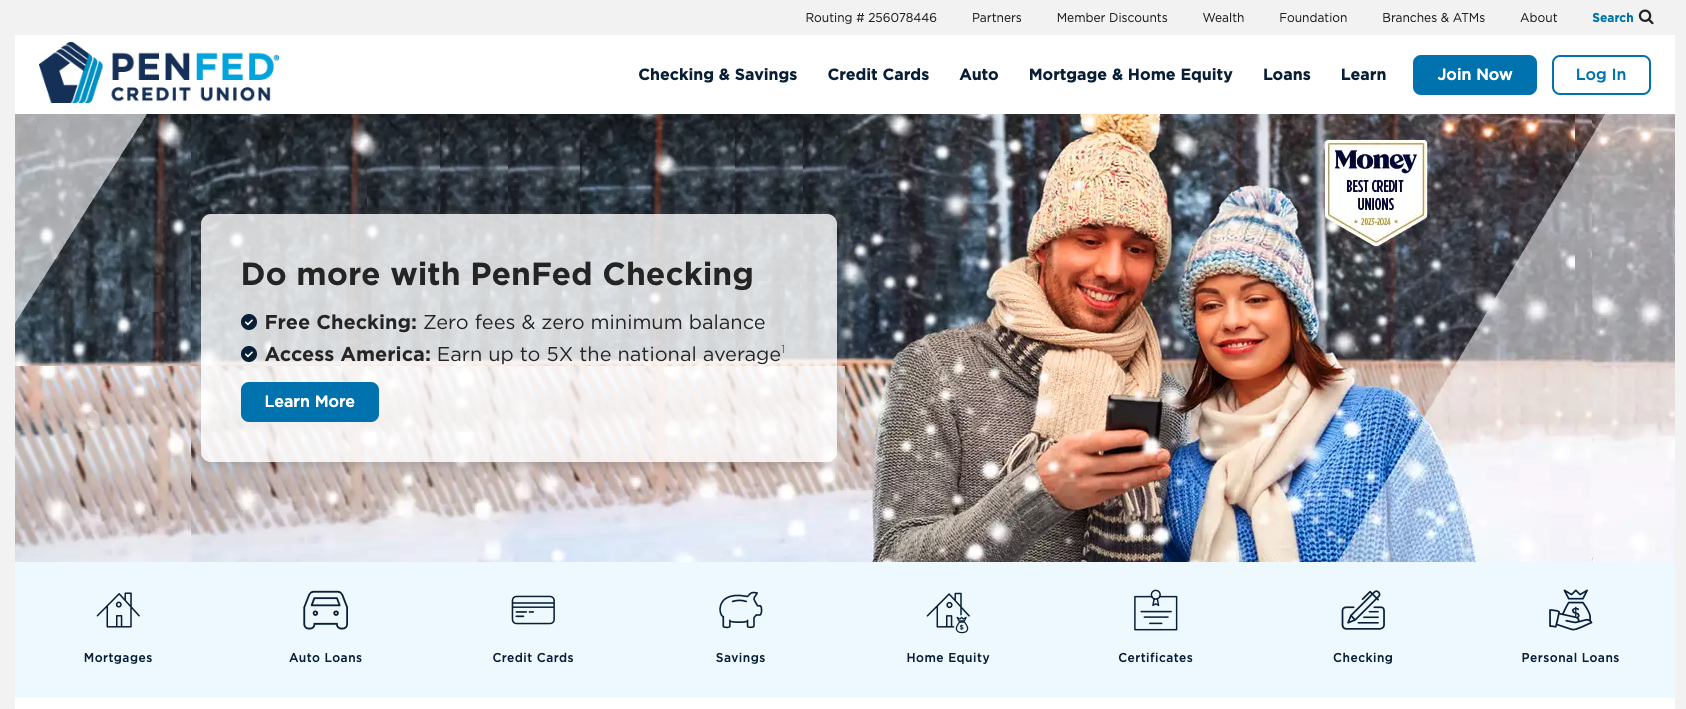 Routing # 256078446 Partners Member Discounts Wealth Foundation Branches & ATMs About Search
PENFED®
CREDIT UNION
Checking & Savings Credit Cards Auto Mortgage & Home Equity Loans Learn Join Now Log In
Money
BEST CREDIT
UNIONS
2023-2024
Do more with PenFed Checking
Free Checking: Zero fees & zero minimum balance
Access America: Earn up to 5X the national average¹
Learn More
Mortgages Auto Loans Credit Cards Savings Home Equity Certificates Checking Personal Loans